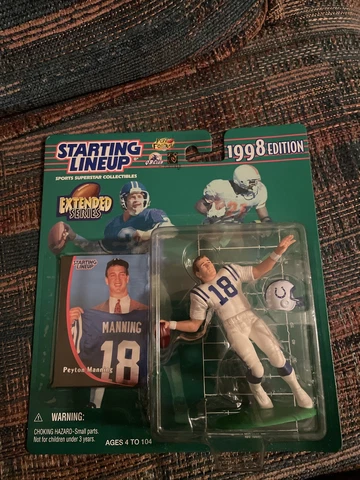 STARTING
LINEUP
1998 EDITION
SPORTS SUPERSTAR COLLECTIBLES
EXTENDED
SERIES
STARTING
LINEUP
MANNING
18
Peyton Manning
18
WARNING:
CHOKING HAZARD-Small parts.
Not for children under 3 years.
AGES 4 TO 104